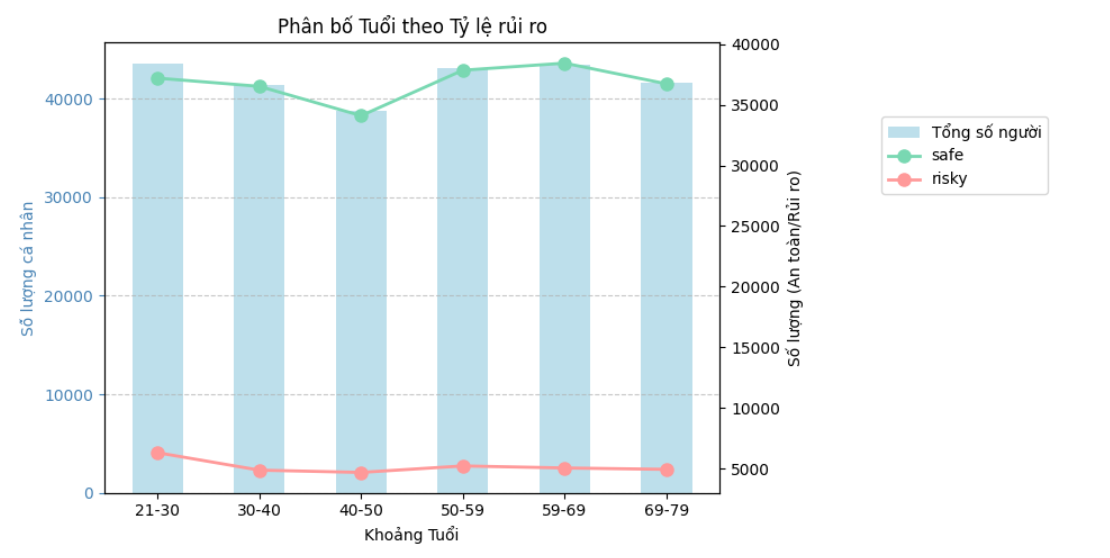 Phân bố Tuổi theo Tỷ lệ rủi ro
Số lượng cá nhân
40000
30000
20000
10000
0
21-30 30-40 40-50 50-59 59-69 69-79
Khoảng Tuổi
40000
35000
30000
25000
20000
15000
10000
5000
Số lượng (An toàn/Rủi ro)
Tổng số người
safe
risky